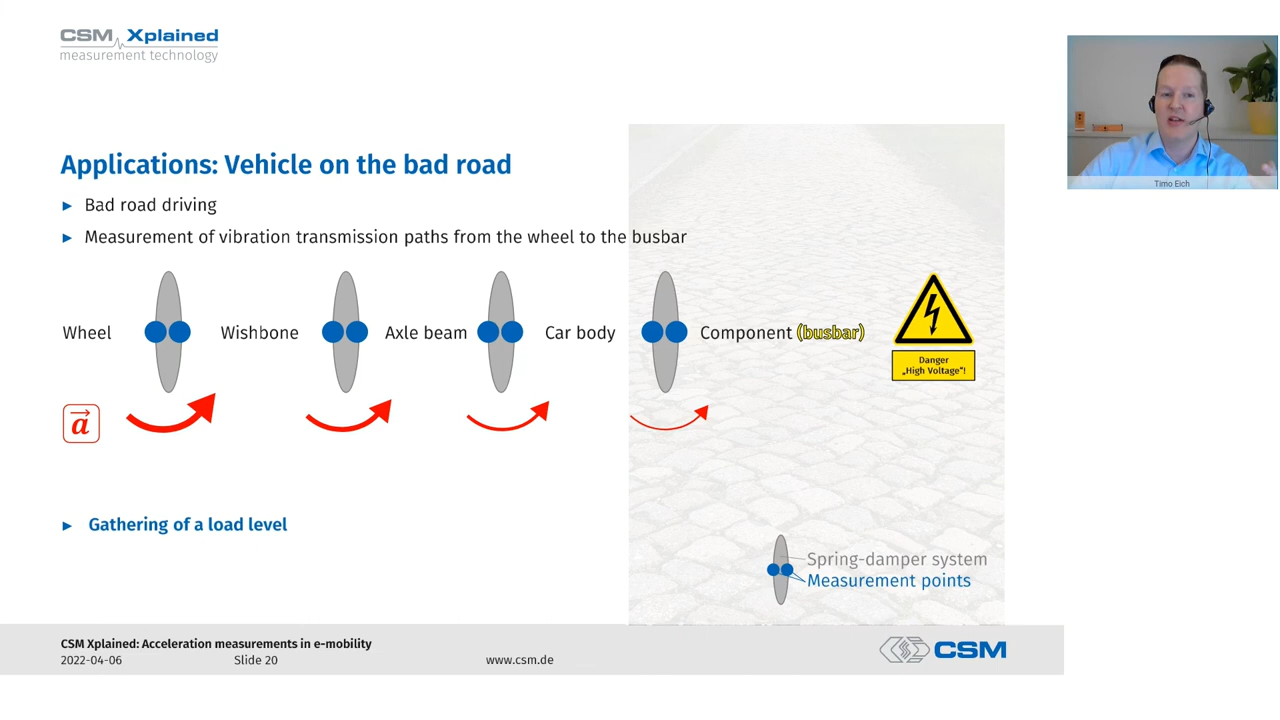 CSM Xplained
measurement technology
Timo Eich
Applications: Vehicle on the bad road
► Bad road driving
► Measurement of vibration transmission paths from the wheel to the busbar
Wheel Wishbone Axle beam Car body Component (busbar)
Danger
„High Voltage“!
a
► Gathering of a load level
Spring-damper system
Measurement points
CSM Xplained: Acceleration measurements in e-mobility
2022-04-06 Slide 20 www.csm.de
CSM